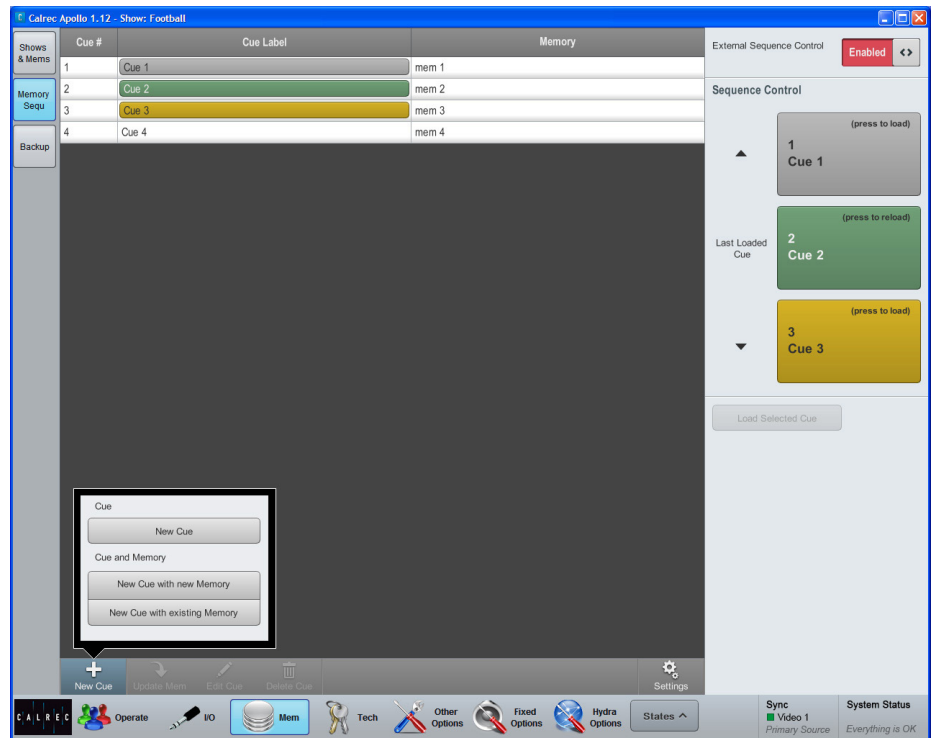 Calrec Apollo 1.12 - Show: Football
Shows & Mems
Memory Sequ
Backup
Cue # Cue Label Memory
1 Cue 1 mem 1
2 Cue 2 mem 2
3 Cue 3 mem 3
4 Cue 4 mem 4
External Sequence Control Enabled <>
Sequence Control
(press to load)
1
Cue 1
Last Loaded Cue
(press to reload)
2
Cue 2
(press to load)
3
Cue 3
Load Selected Cue
Cue
New Cue
Cue and Memory
New Cue with new Memory
New Cue with existing Memory
New Cue Update Mem Edit Cue Delete Cue Settings
CALREC Operate I/O Mem Tech Other Options Fixed Options Hydra Options States
Sync
Video 1
Primary Source
System Status
Everything is OK